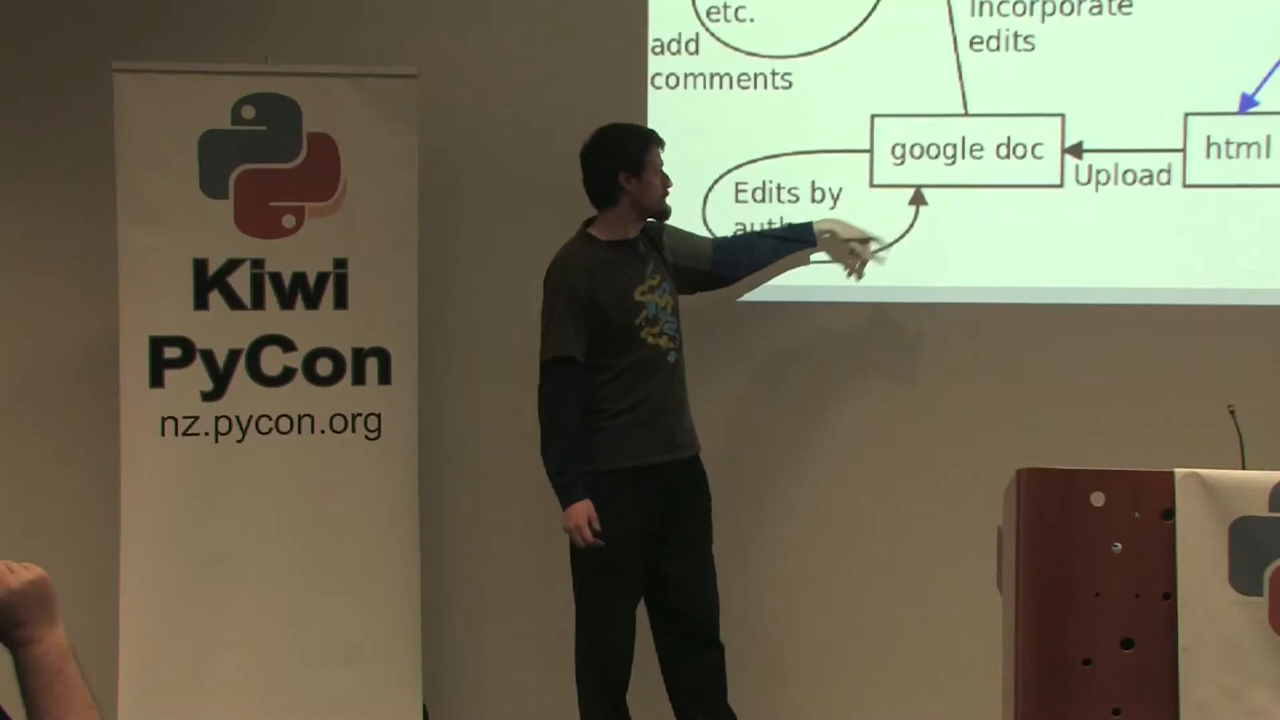 Kiwi
PyCon
nz.pycon.org
etc.
add
comments
incorporate
edits
google doc
Upload
html
Edits by